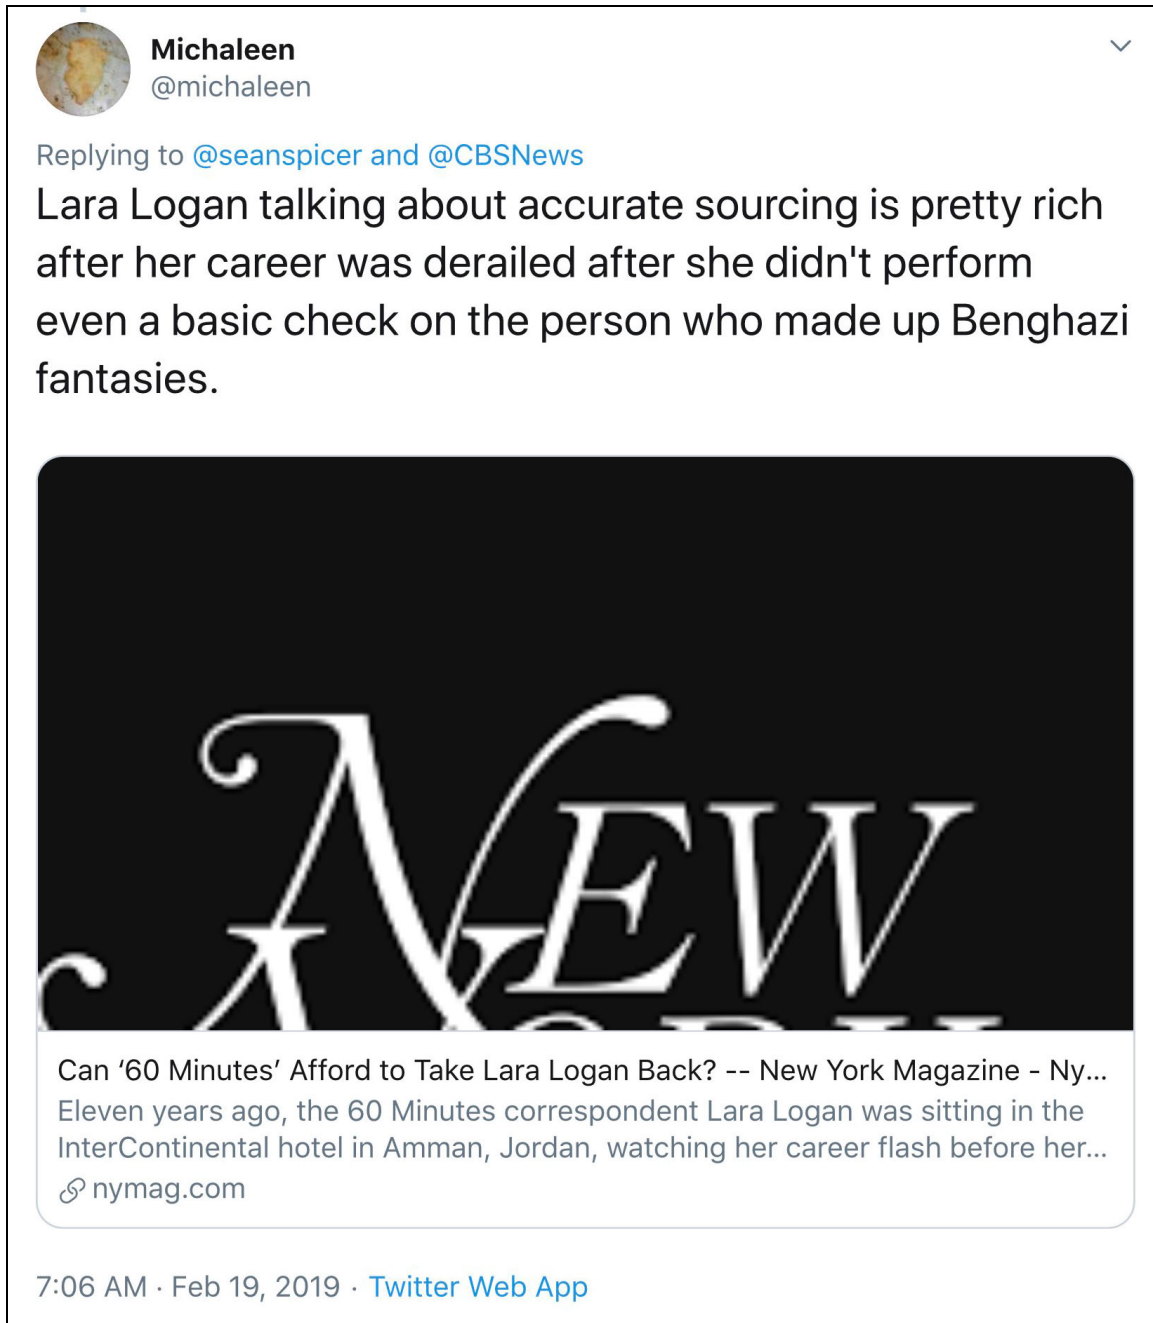 Michaleen
@michaleen
Replying to @seanspicer and @CBSNews
Lara Logan talking about accurate sourcing is pretty rich
after her career was derailed after she didn't perform
even a basic check on the person who made up Benghazi
fantasies.
NEW
Can ‘60 Minutes’ Afford to Take Lara Logan Back? -- New York Magazine - Ny...
Eleven years ago, the 60 Minutes correspondent Lara Logan was sitting in the
InterContinental hotel in Amman, Jordan, watching her career flash before her...
nymag.com
7:06 AM · Feb 19, 2019 · Twitter Web App